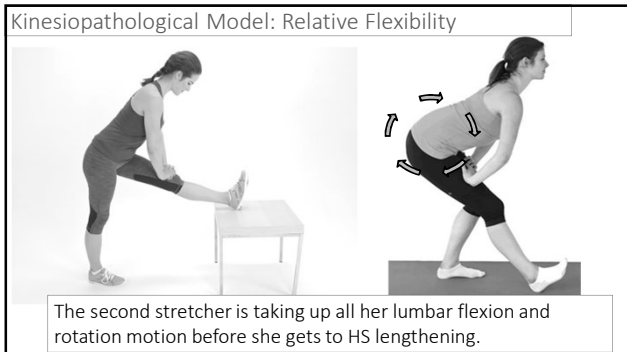 Kinesiopathological Model: Relative Flexibility
The second stretcher is taking up all her lumbar flexion and
rotation motion before she gets to HS lengthening.